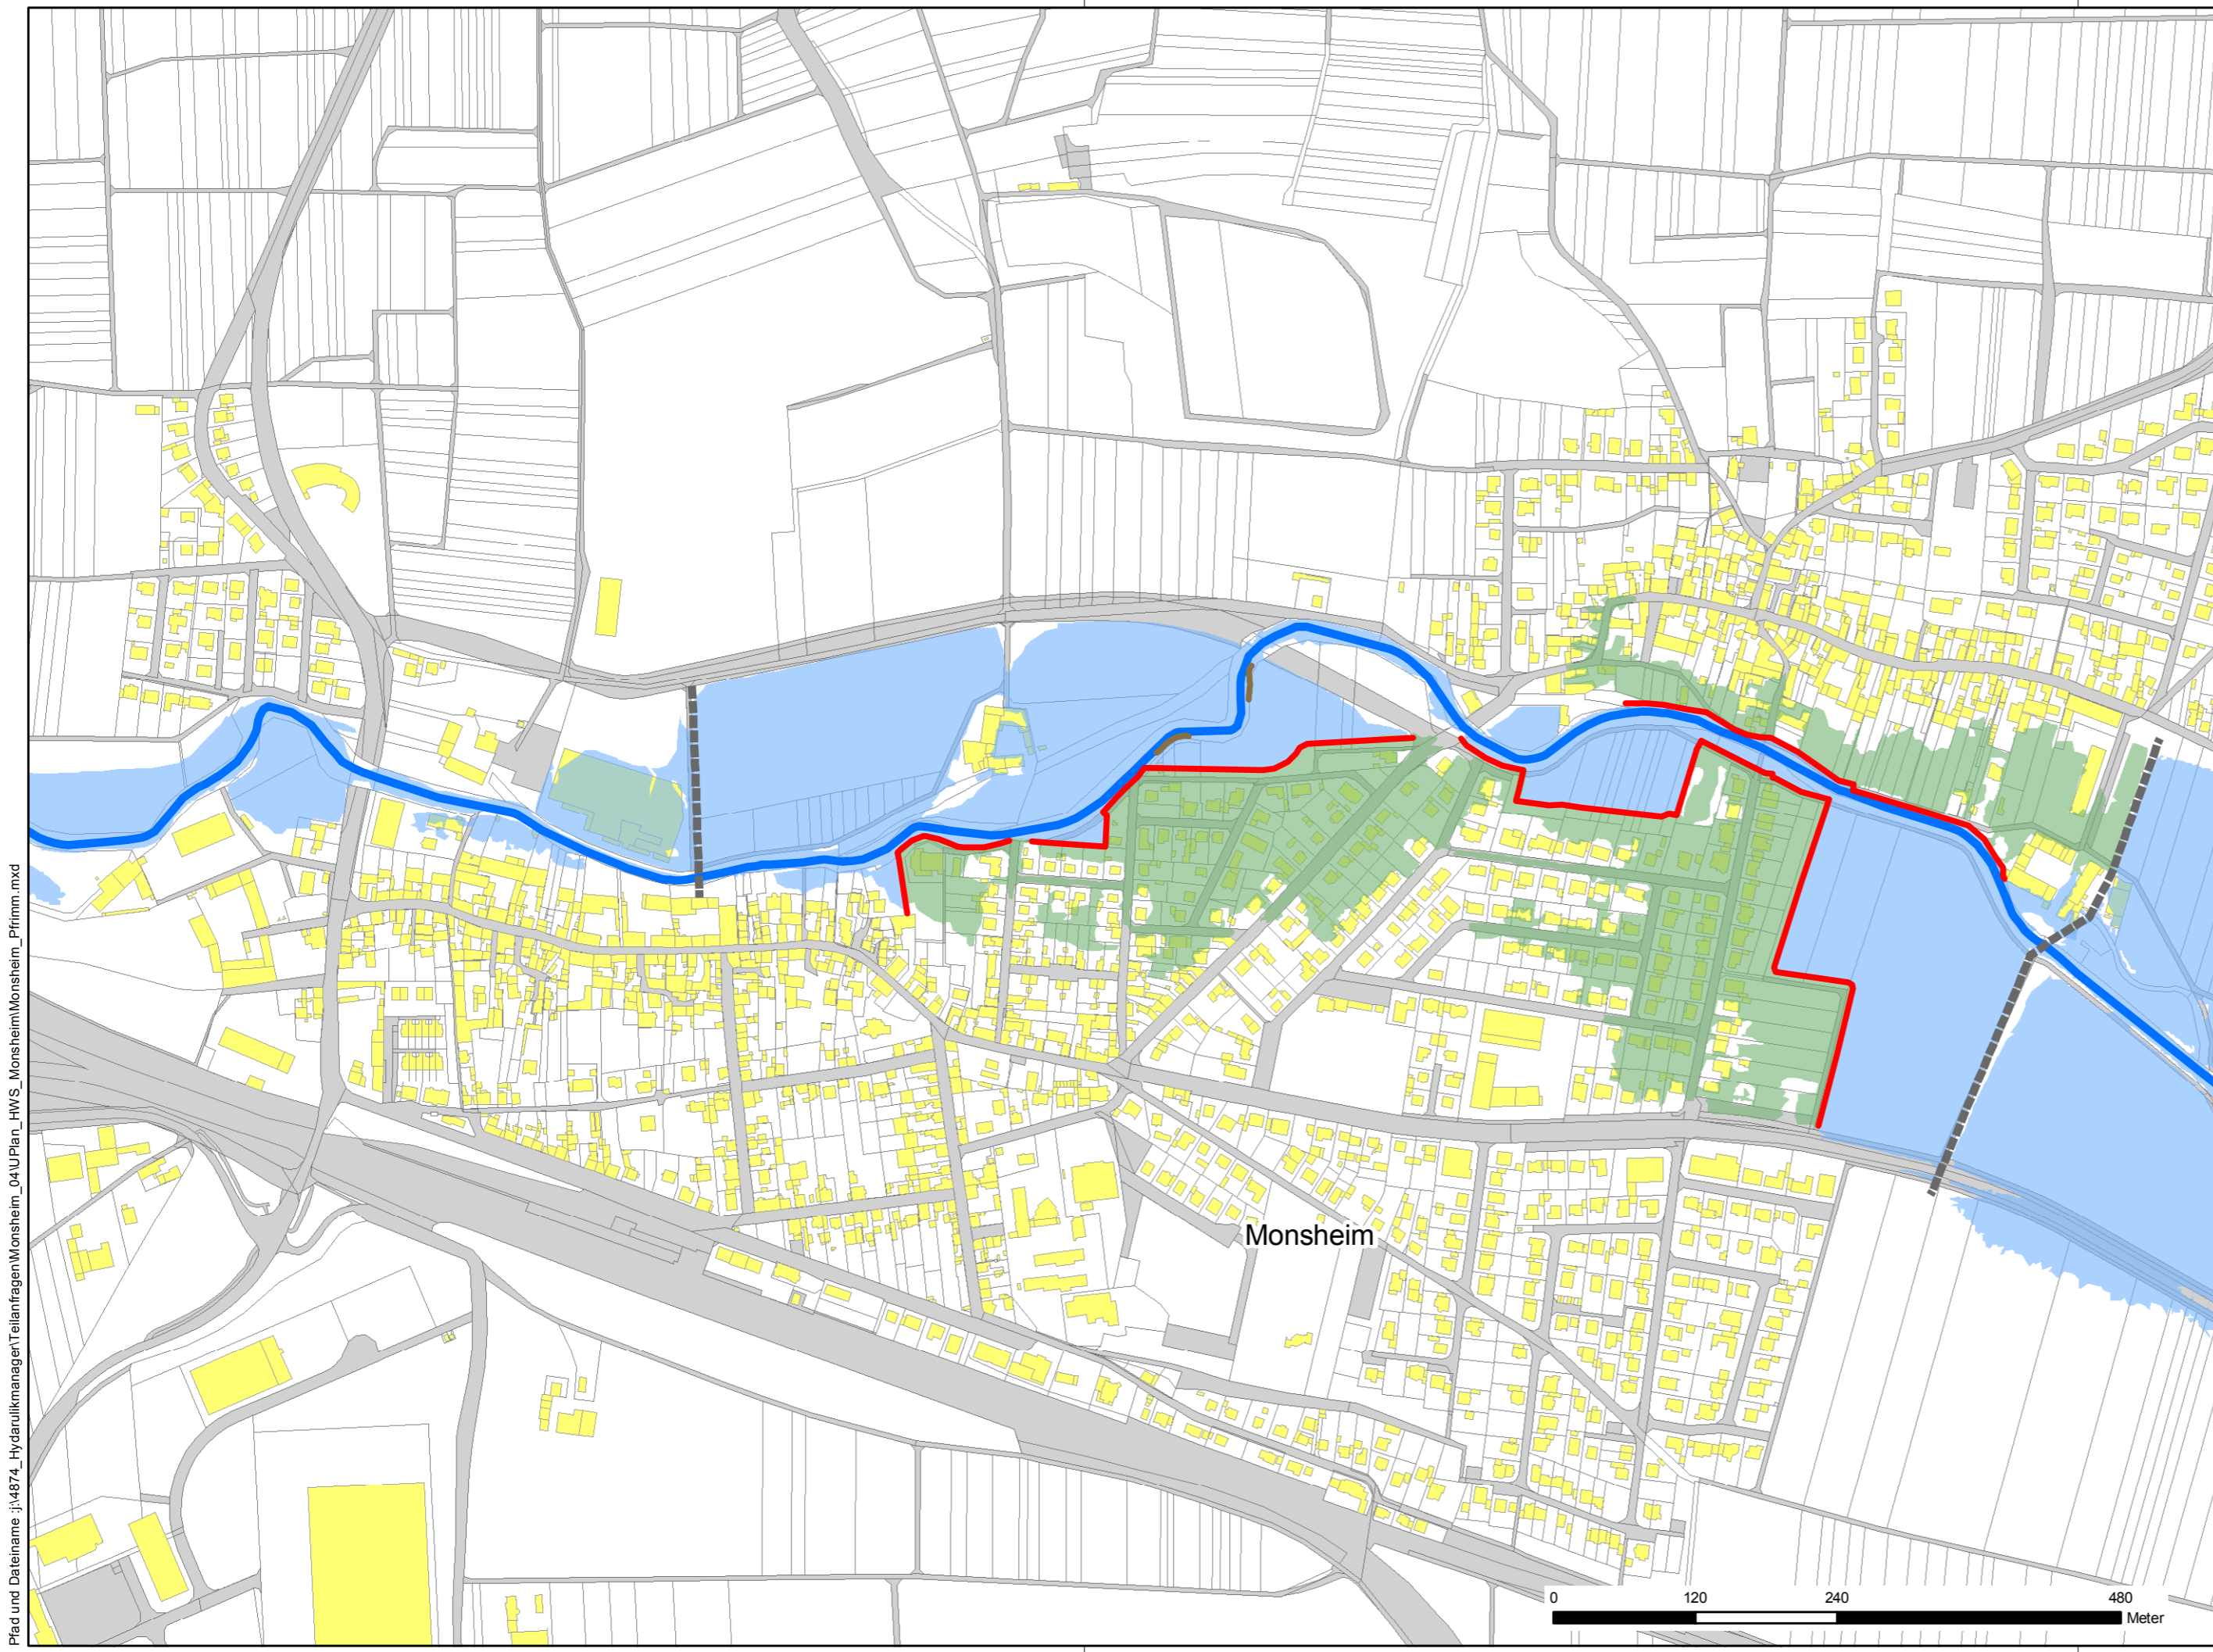 Monsheim
0 120 240 480
Meter
Pfad und Dateiname :j:\4874_Hydarulikmanager\Teilanfragen\Monsheim_04\UPlan_HWS_Monsheim\Monsheim_Pfrimm.mxd